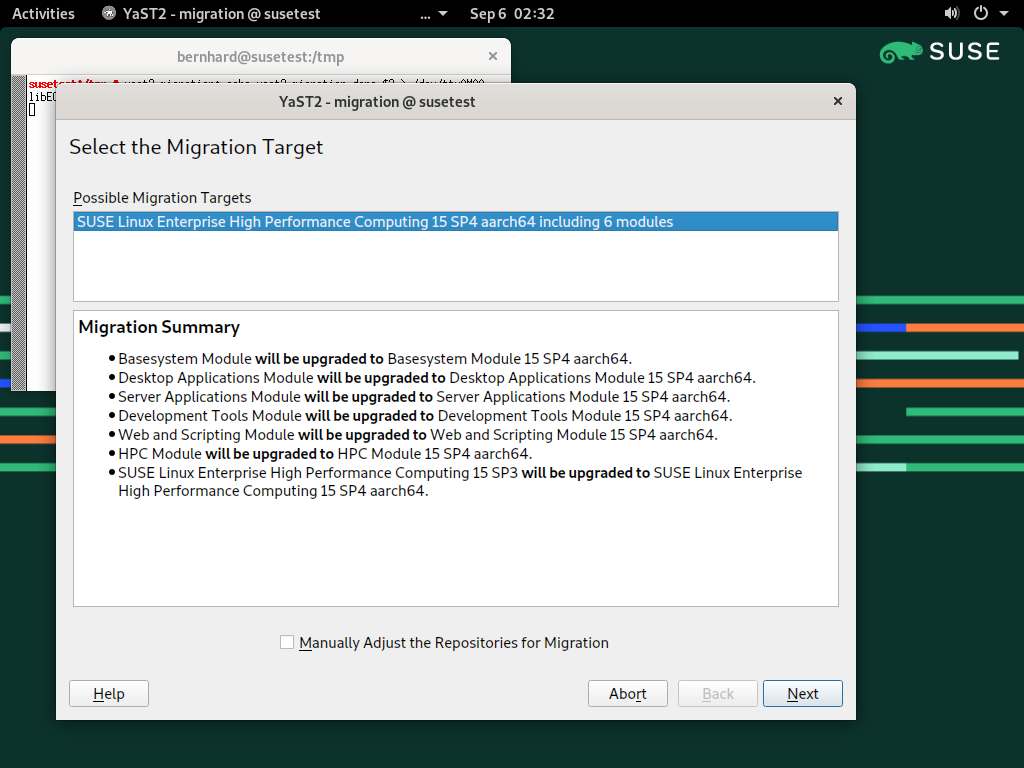 Activities YaST2 - migration @ susetest ... Sep 6 02:32
SUSE
bernhard@susetest:/tmp
libEG
YaST2 - migration @ susetest
Select the Migration Target
Possible Migration Targets
SUSE Linux Enterprise High Performance Computing 15 SP4 aarch64 including 6 modules
Migration Summary
Basesystem Module will be upgraded to Basesystem Module 15 SP4 aarch64.
Desktop Applications Module will be upgraded to Desktop Applications Module 15 SP4 aarch64.
Server Applications Module will be upgraded to Server Applications Module 15 SP4 aarch64.
Development Tools Module will be upgraded to Development Tools Module 15 SP4 aarch64.
Web and Scripting Module will be upgraded to Web and Scripting Module 15 SP4 aarch64.
HPC Module will be upgraded to HPC Module 15 SP4 aarch64.
SUSE Linux Enterprise High Performance Computing 15 SP3 will be upgraded to SUSE Linux Enterprise
High Performance Computing 15 SP4 aarch64.
Manually Adjust the Repositories for Migration
Help Abort Back Next